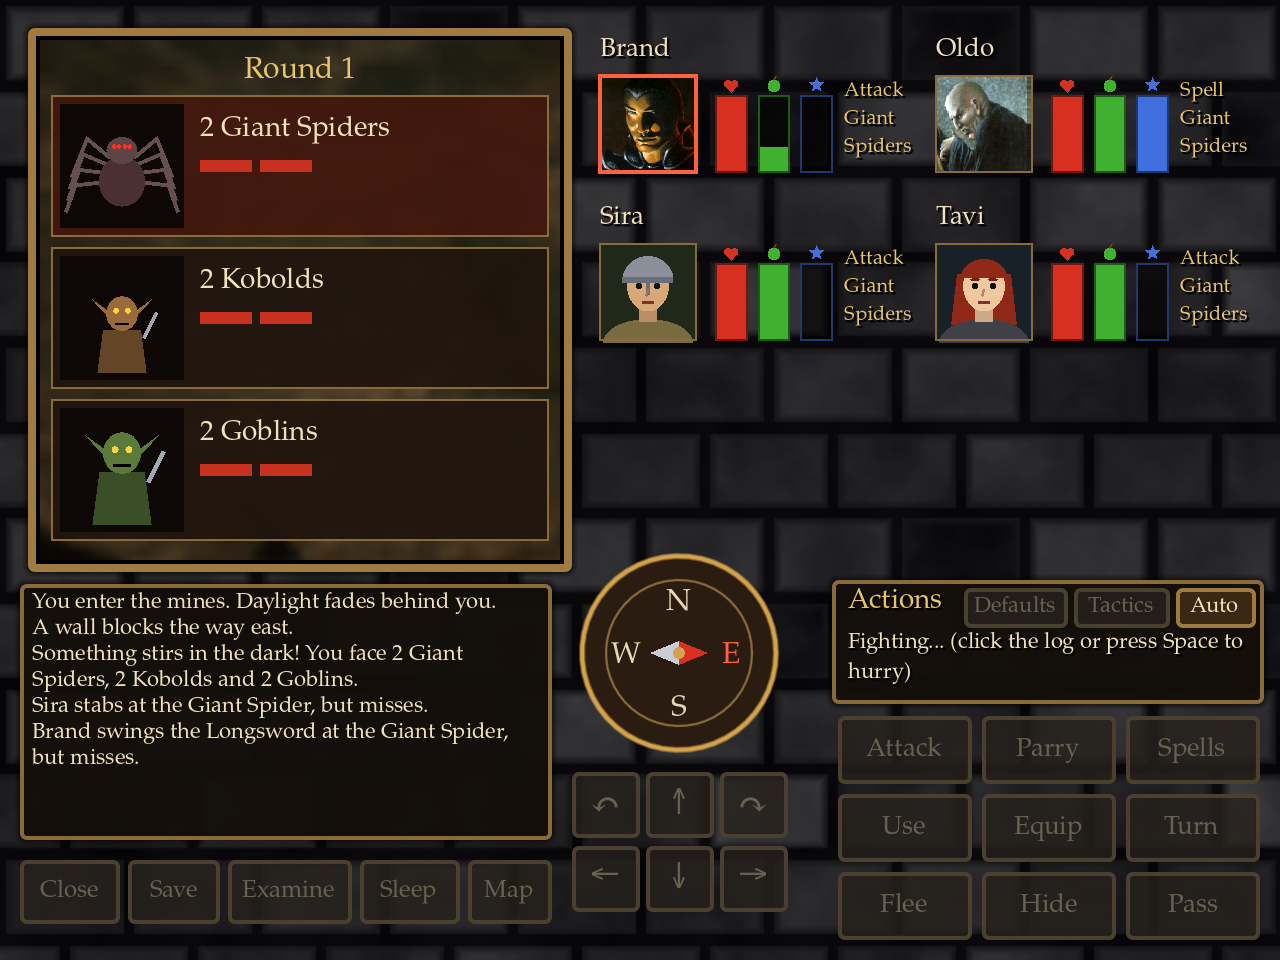 Round 1
2 Giant Spiders
2 Kobolds
2 Goblins
Brand
Attack
Giant
Spiders
Oldo
Spell
Giant
Spiders
Sira
Attack
Giant
Spiders
Tavi
Attack
Giant
Spiders
You enter the mines. Daylight fades behind you.
A wall blocks the way east.
Something stirs in the dark! You face 2 Giant
Spiders, 2 Kobolds and 2 Goblins.
Sira stabs at the Giant Spider, but misses.
Brand swings the Longsword at the Giant Spider,
but misses.
N
W E
S
Actions Defaults Tactics Auto
Fighting... (click the log or press Space to
hurry)
Attack Parry Spells
Use Equip Turn
Flee Hide Pass
Close Save Examine Sleep Map